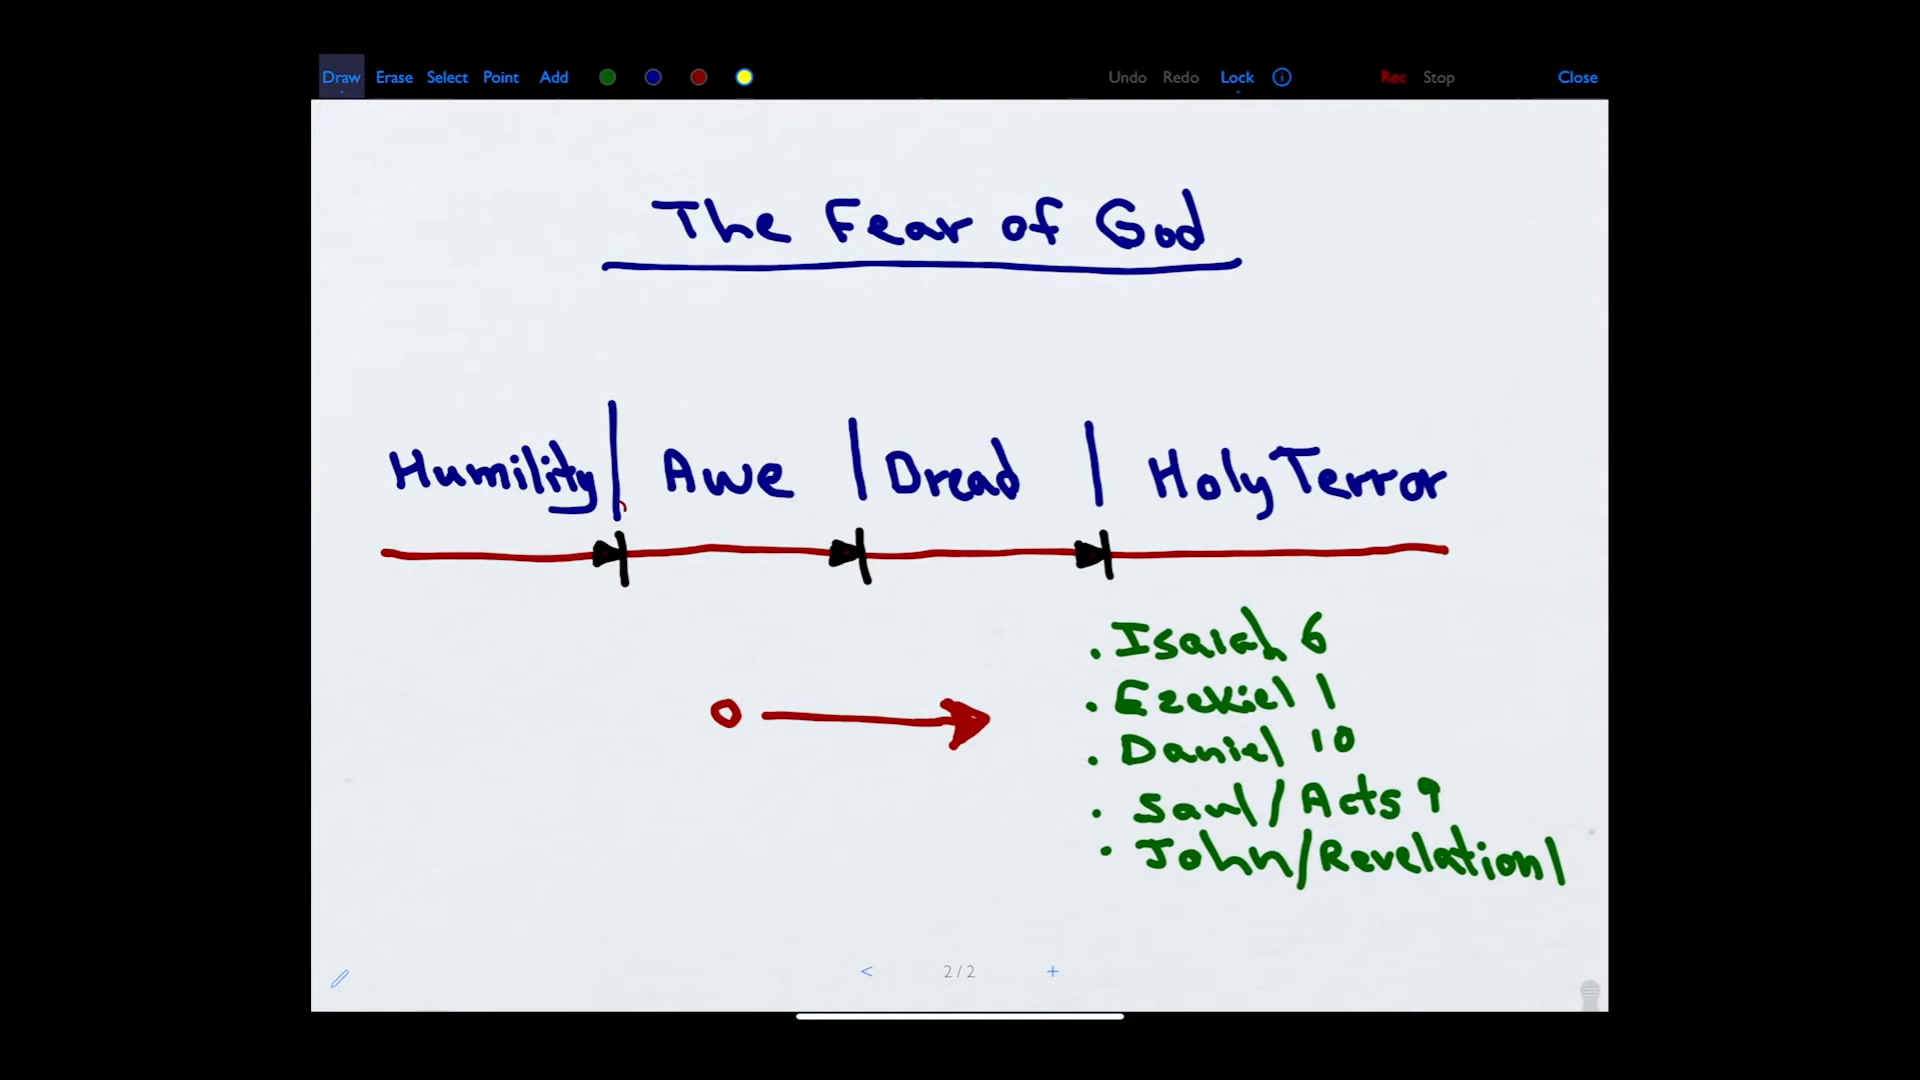 Draw Erase Select Point Add Undo Redo Lock Rec Stop Close
The Fear of God
Humility | Awe | Dread | Holy Terror
. Isaiah 6
. Ezekiel 1
. Daniel 10
. Saul/Acts 9
. John/Revelation 1
< 2/2 +